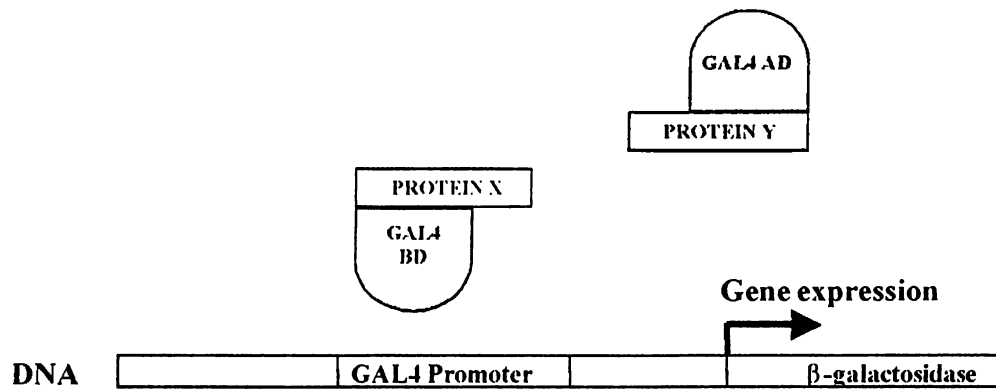 GAL4 AD
PROTEIN Y
PROTEIN X
GAL4
BD
Gene expression
DNA
GAL4 Promoter
β-galactosidase